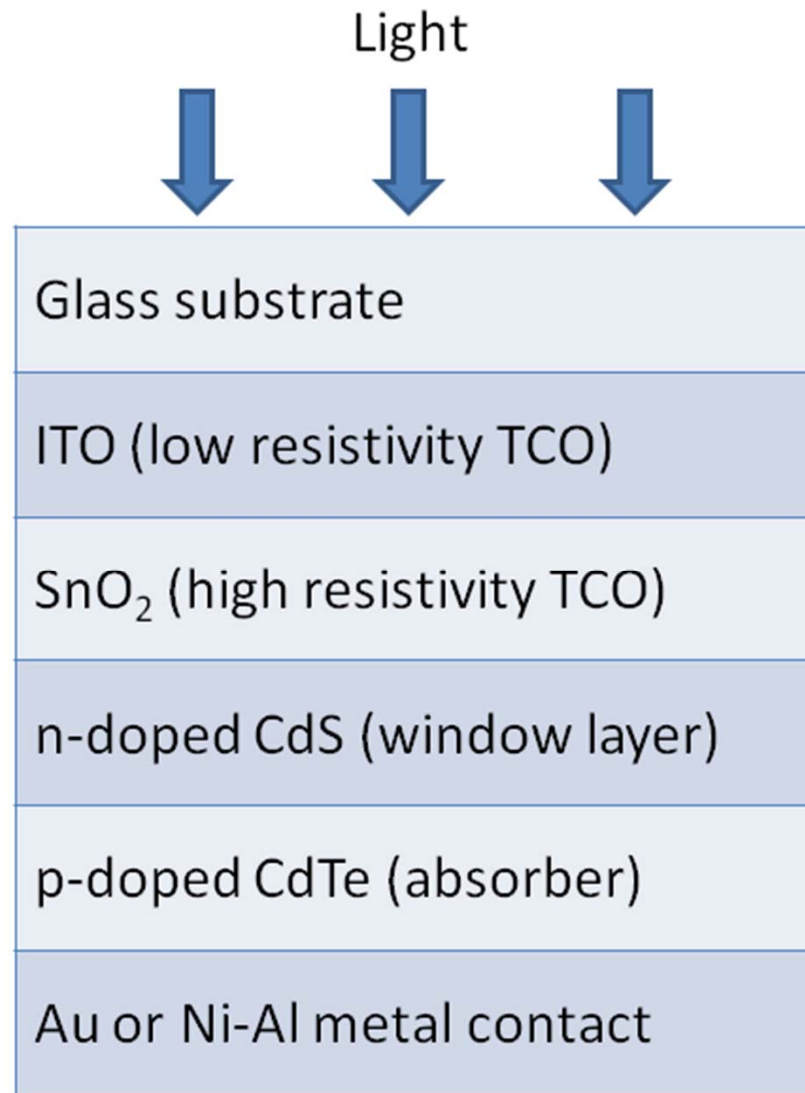 Light
Glass substrate
ITO (low resistivity TCO)
SnO₂ (high resistivity TCO)
n-doped CdS (window layer)
p-doped CdTe (absorber)
Au or Ni-Al metal contact